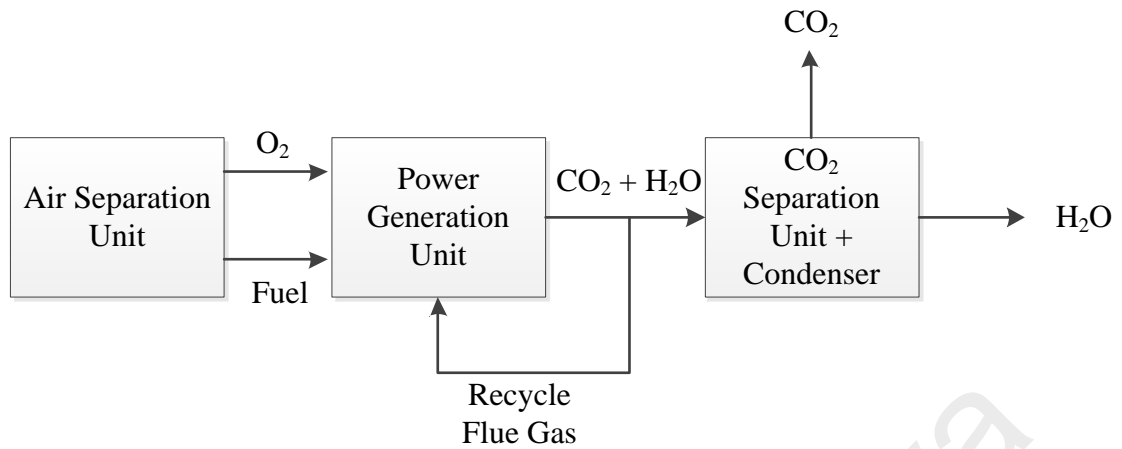 CO₂
Air Separation
Unit
O₂
Fuel
Power
Generation
Unit
CO₂ + H₂O
CO₂
Separation
Unit +
Condenser
H₂O
Recycle
Flue Gas